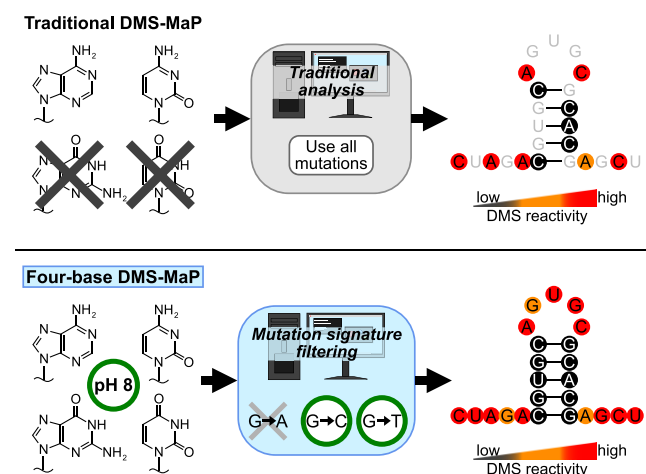 Traditional DMS-MaP
NH₂ NH₂
N N N
N N N O
O O
N NH NH
N N NH₂ N O
Traditional
analysis
Use all
mutations
U
G G
A C
C G
G C
U A
G C
C U A G A C G A G C U
low high
DMS reactivity
Four-base DMS-MaP
NH₂ NH₂
N N N
N N N O
pH 8
O O
N NH NH
N N NH₂ N O
Mutation signature
filtering
G→A G→C G→T
U
G G
A C
C G
G C
U A
G C
C U A G A C G A G C U
low high
DMS reactivity